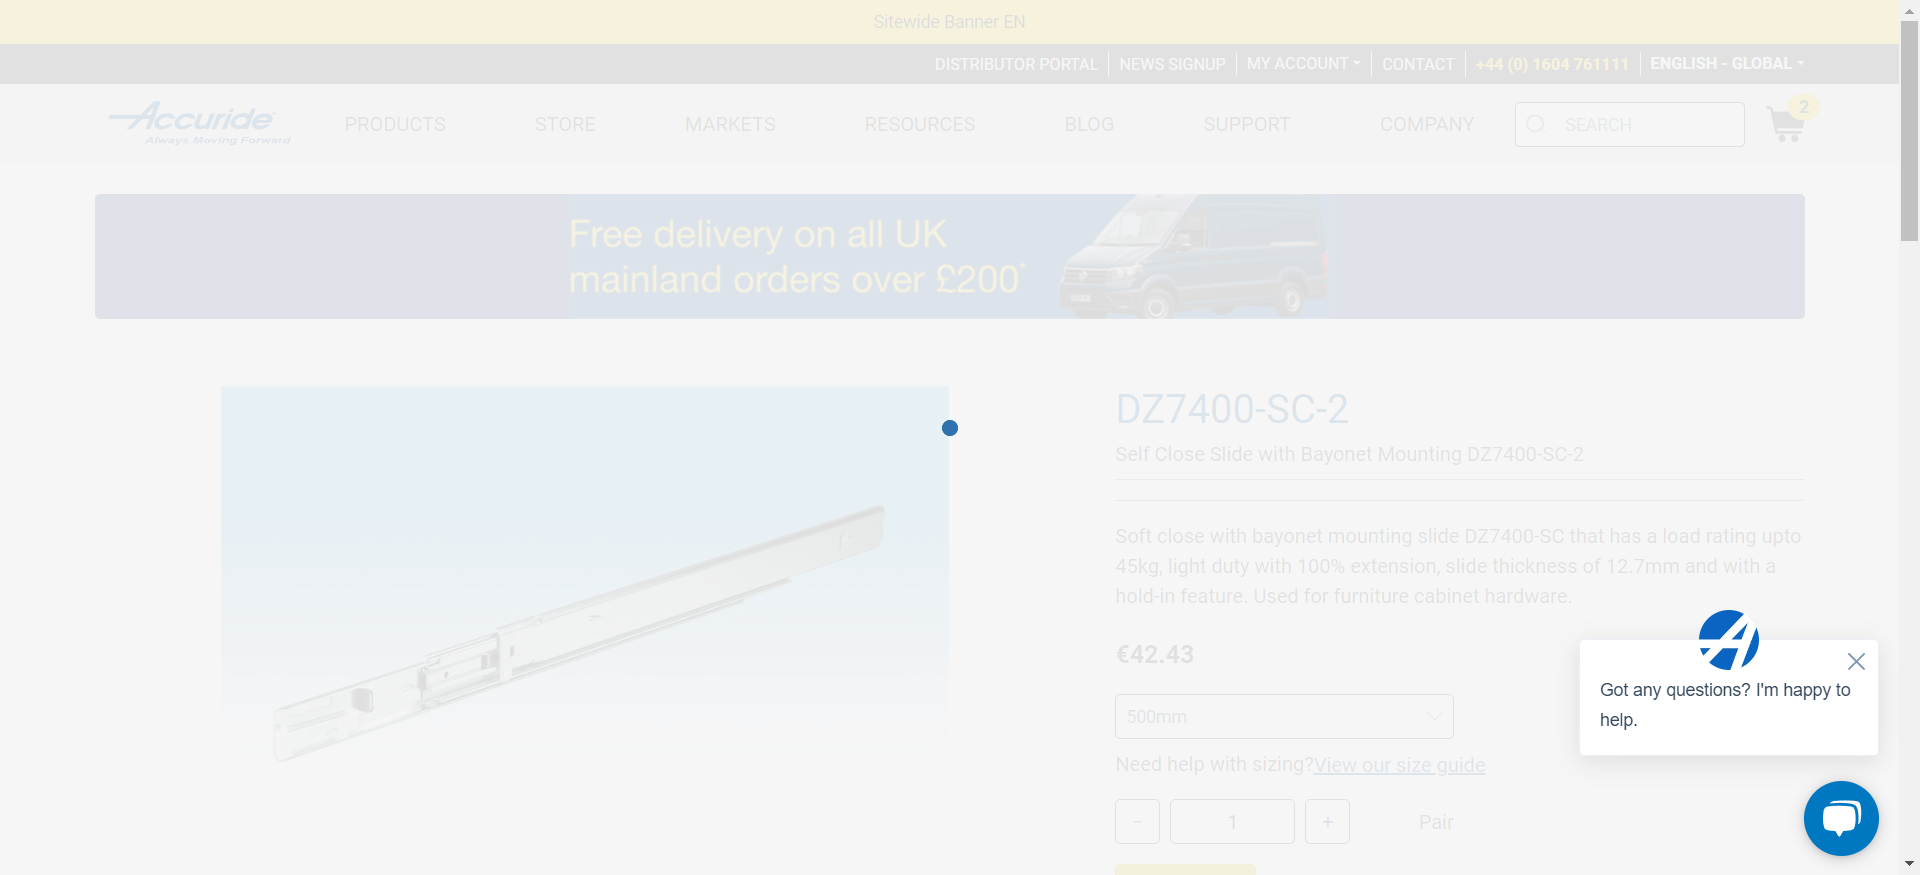 Sitewide Banner EN
DISTRIBUTOR PORTAL
NEWS SIGNUP
MY ACCOUNT
CONTACT
+44 (0) 1604 761111
ENGLISH - GLOBAL
Accuride
Always Moving Forward
PRODUCTS
STORE
MARKETS
RESOURCES
BLOG
SUPPORT
COMPANY
SEARCH
2
Free delivery on all UK
mainland orders over £200*
DZ7400-SC-2
Self Close Slide with Bayonet Mounting DZ7400-SC-2
Soft close with bayonet mounting slide DZ7400-SC that has a load rating upto
45kg, light duty with 100% extension, slide thickness of 12.7mm and with a
hold-in feature. Used for furniture cabinet hardware.
€42.43
500mm
Need help with sizing?View our size guide
−
1
+
Pair
Got any questions? I'm happy to
help.